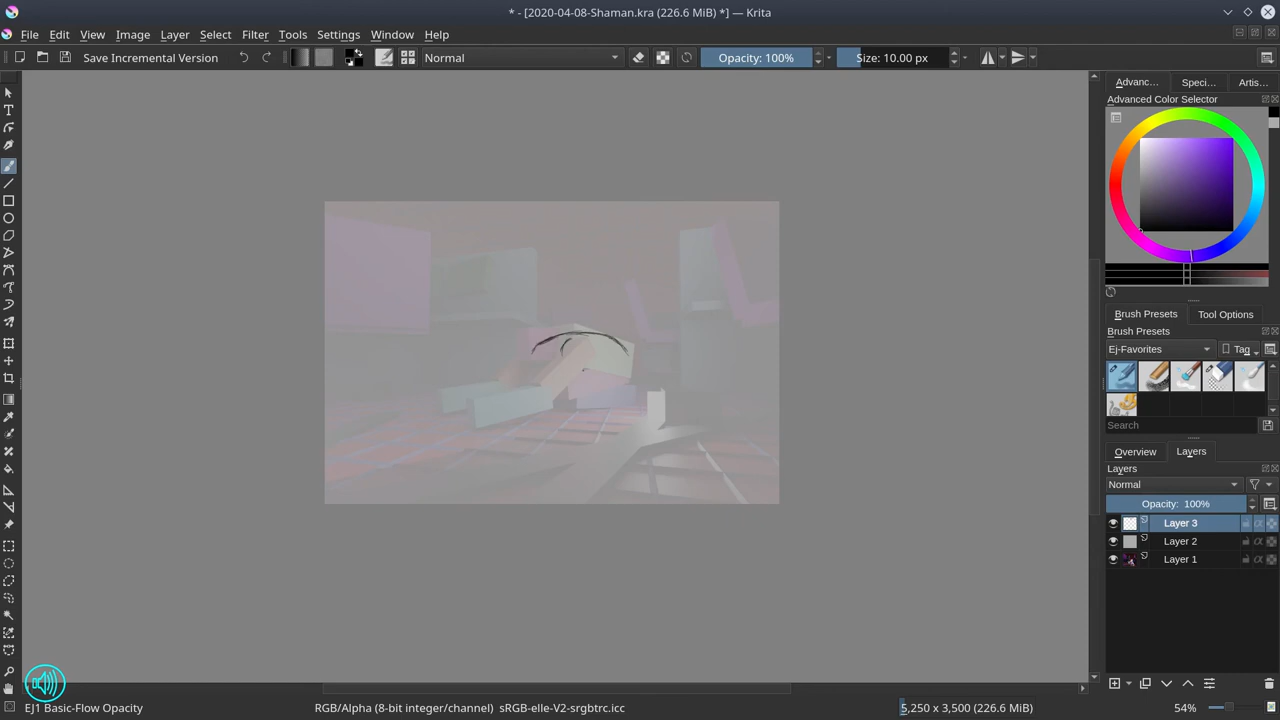 * - [2020-04-08-Shaman.kra (226.6 MiB) *] — Krita
File Edit View Image Layer Select Filter Tools Settings Window Help
Save Incremental Version Normal Opacity: 100% Size: 10.00 px
Advanc... Speci... Artis...
Advanced Color Selector
Brush Presets Tool Options
Brush Presets
Ej-Favorites Tag
Search
Overview Layers
Layers
Normal
Opacity: 100%
Layer 3
Layer 2
Layer 1
EJ1 Basic-Flow Opacity RGB/Alpha (8-bit integer/channel) sRGB-elle-V2-srgbtrc.icc 5,250 x 3,500 (226.6 MiB) 54%